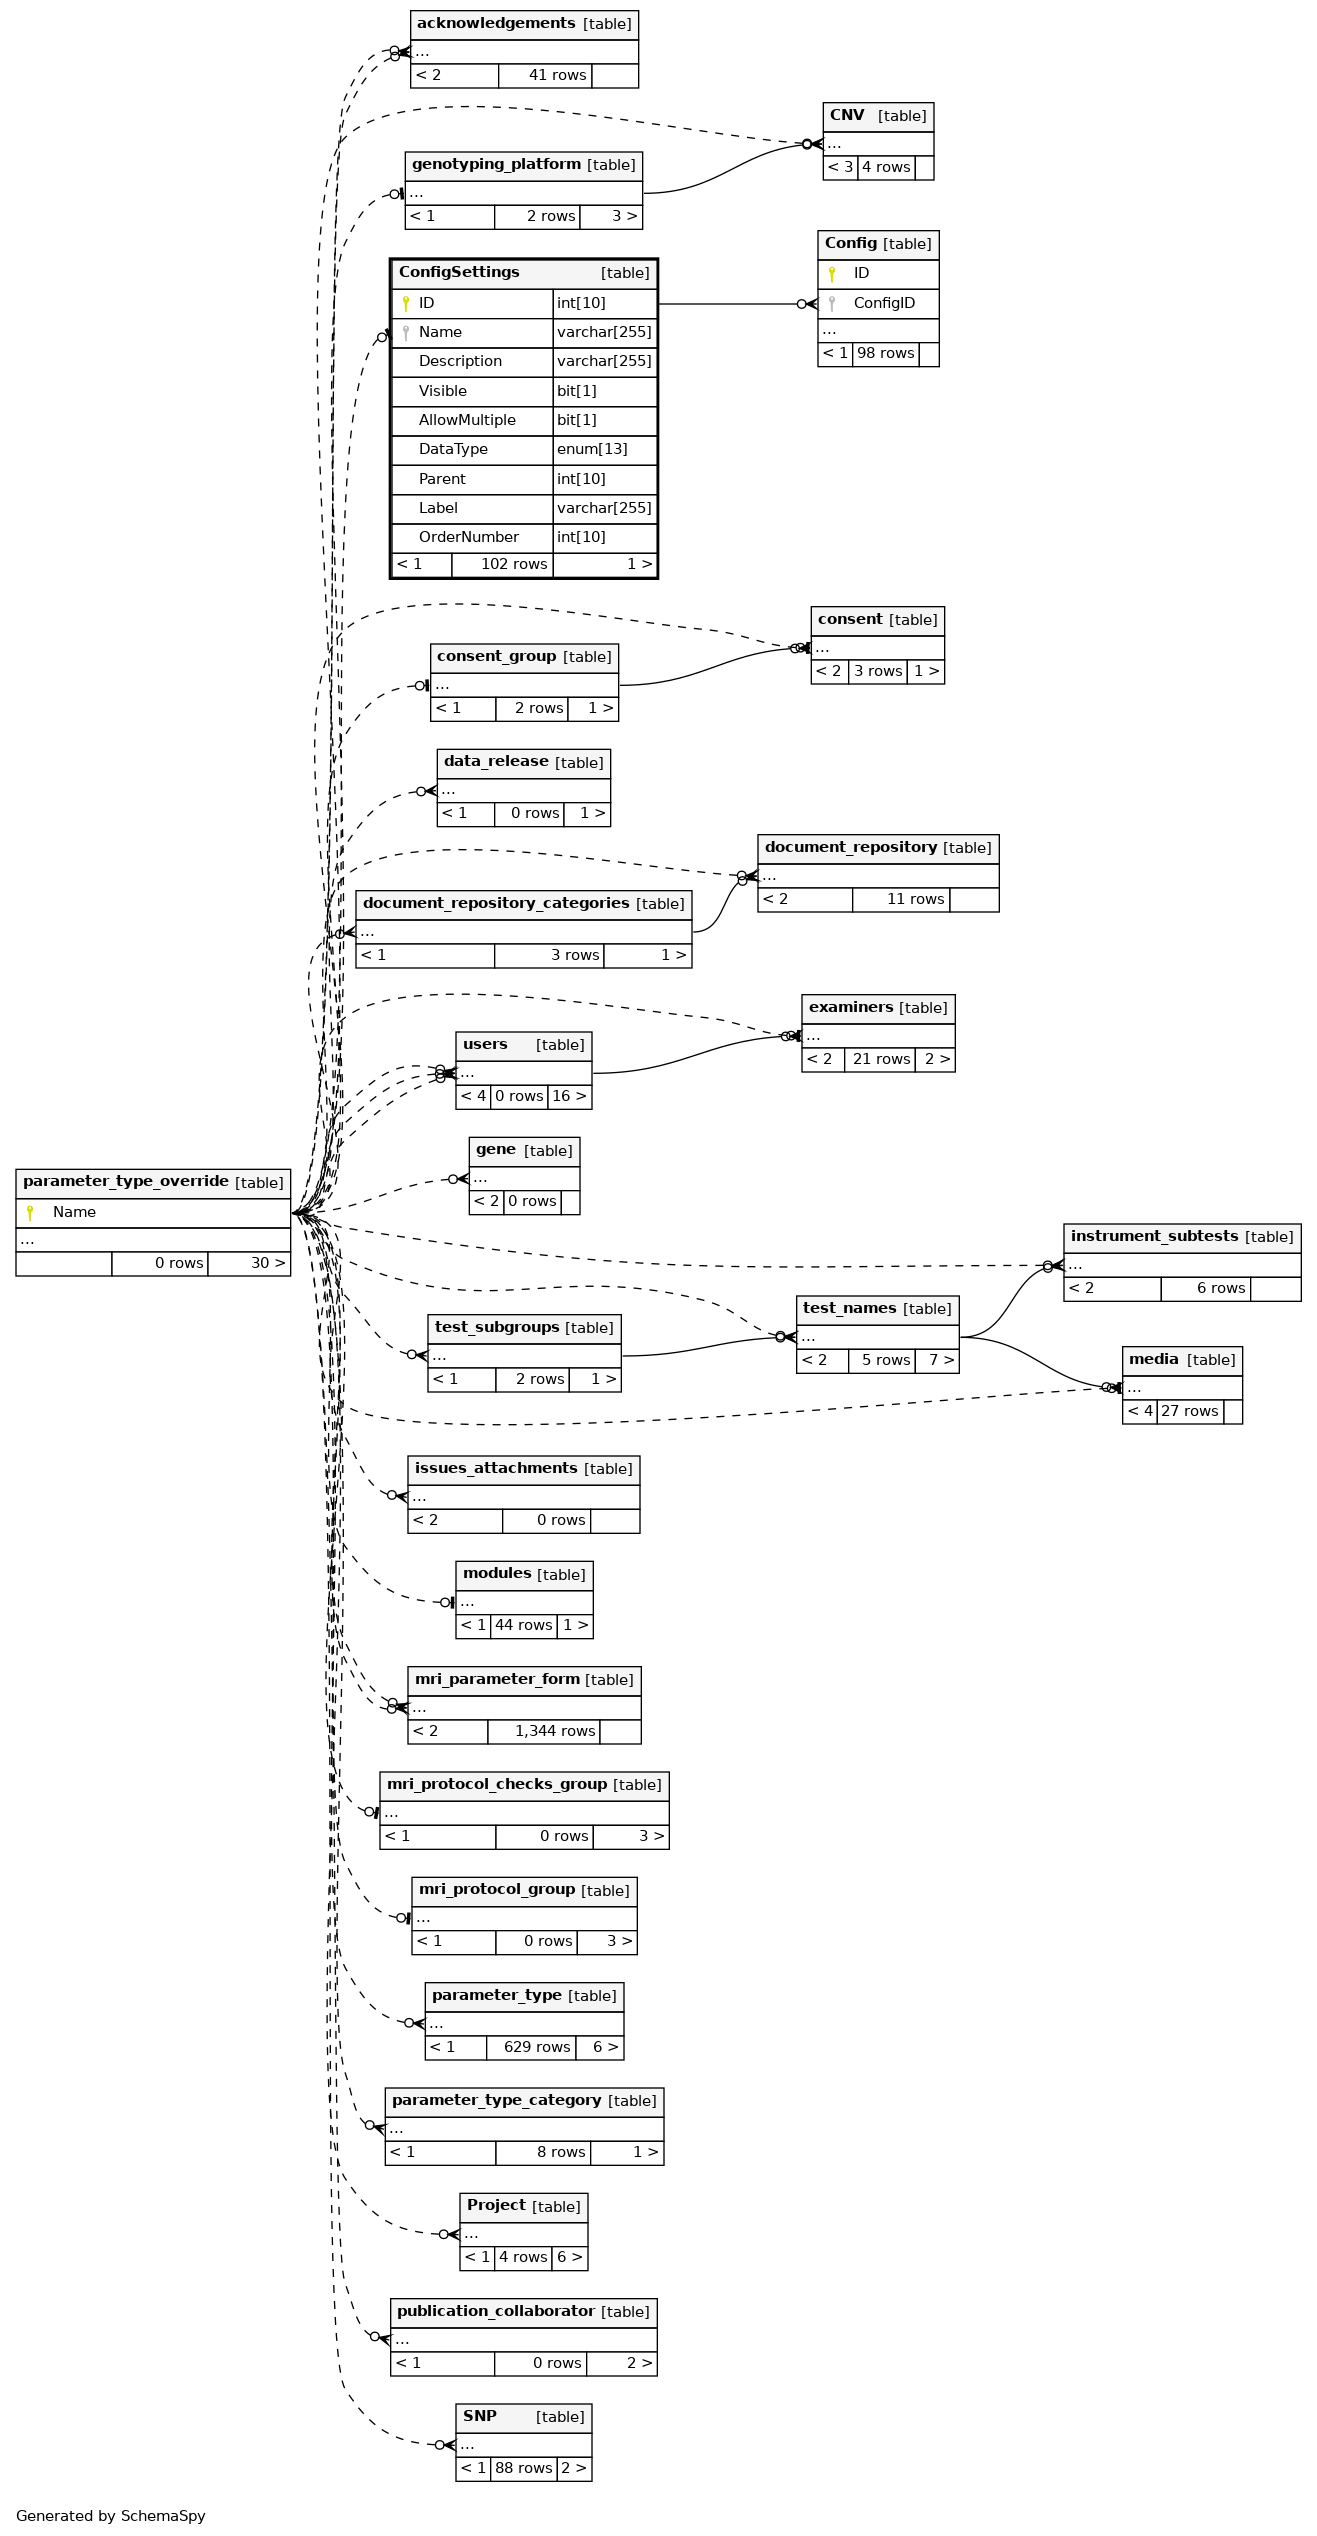 acknowledgements [table]
...
< 2 41 rows
CNV [table]
...
< 3 4 rows
genotyping_platform [table]
...
< 1 2 rows 3 >
Config [table]
ID
ConfigID
...
< 1 98 rows
ConfigSettings [table]
ID int[10]
Name varchar[255]
Description varchar[255]
Visible bit[1]
AllowMultiple bit[1]
DataType enum[13]
Parent int[10]
Label varchar[255]
OrderNumber int[10]
< 1 102 rows 1 >
consent [table]
...
< 2 3 rows 1 >
consent_group [table]
...
< 1 2 rows 1 >
data_release [table]
...
< 1 0 rows 1 >
document_repository [table]
...
< 2 11 rows
document_repository_categories [table]
...
< 1 3 rows 1 >
examiners [table]
...
< 2 21 rows 2 >
users [table]
...
< 4 0 rows 16 >
gene [table]
...
< 2 0 rows
parameter_type_override [table]
Name
...
0 rows 30 >
instrument_subtests [table]
...
< 2 6 rows
test_names [table]
...
< 2 5 rows 7 >
test_subgroups [table]
...
< 1 2 rows 1 >
media [table]
...
< 4 27 rows
issues_attachments [table]
...
< 2 0 rows
modules [table]
...
< 1 44 rows 1 >
mri_parameter_form [table]
...
< 2 1,344 rows
mri_protocol_checks_group [table]
...
< 1 0 rows 3 >
mri_protocol_group [table]
...
< 1 0 rows 3 >
parameter_type [table]
...
< 1 629 rows 6 >
parameter_type_category [table]
...
< 1 8 rows 1 >
Project [table]
...
< 1 4 rows 6 >
publication_collaborator [table]
...
< 1 0 rows 2 >
SNP [table]
...
< 1 88 rows 2 >
Generated by SchemaSpy